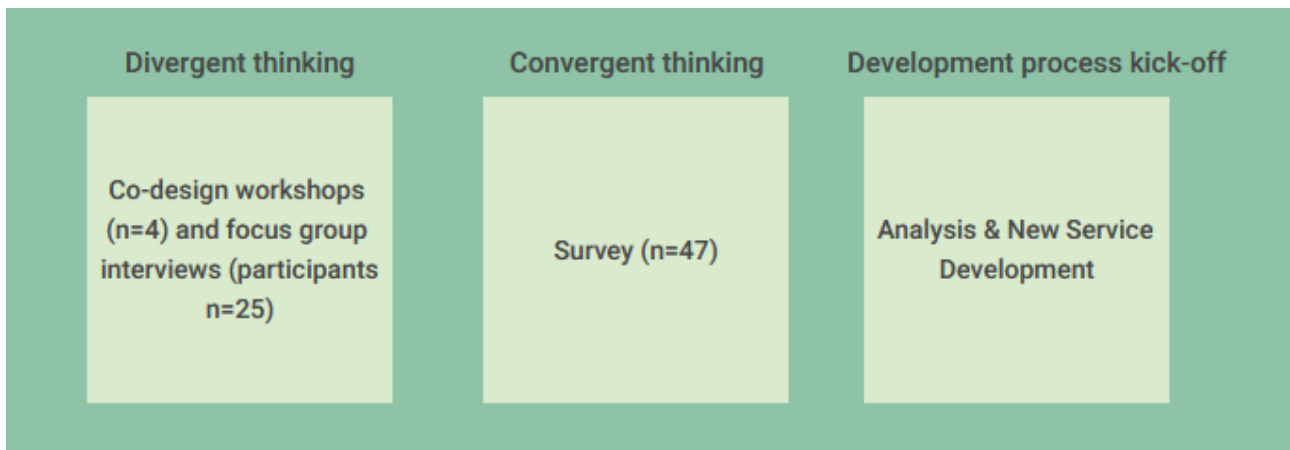 Divergent thinking
Co-design workshops
(n=4) and focus group
interviews (participants
n=25)
Convergent thinking
Survey (n=47)
Development process kick-off
Analysis & New Service
Development